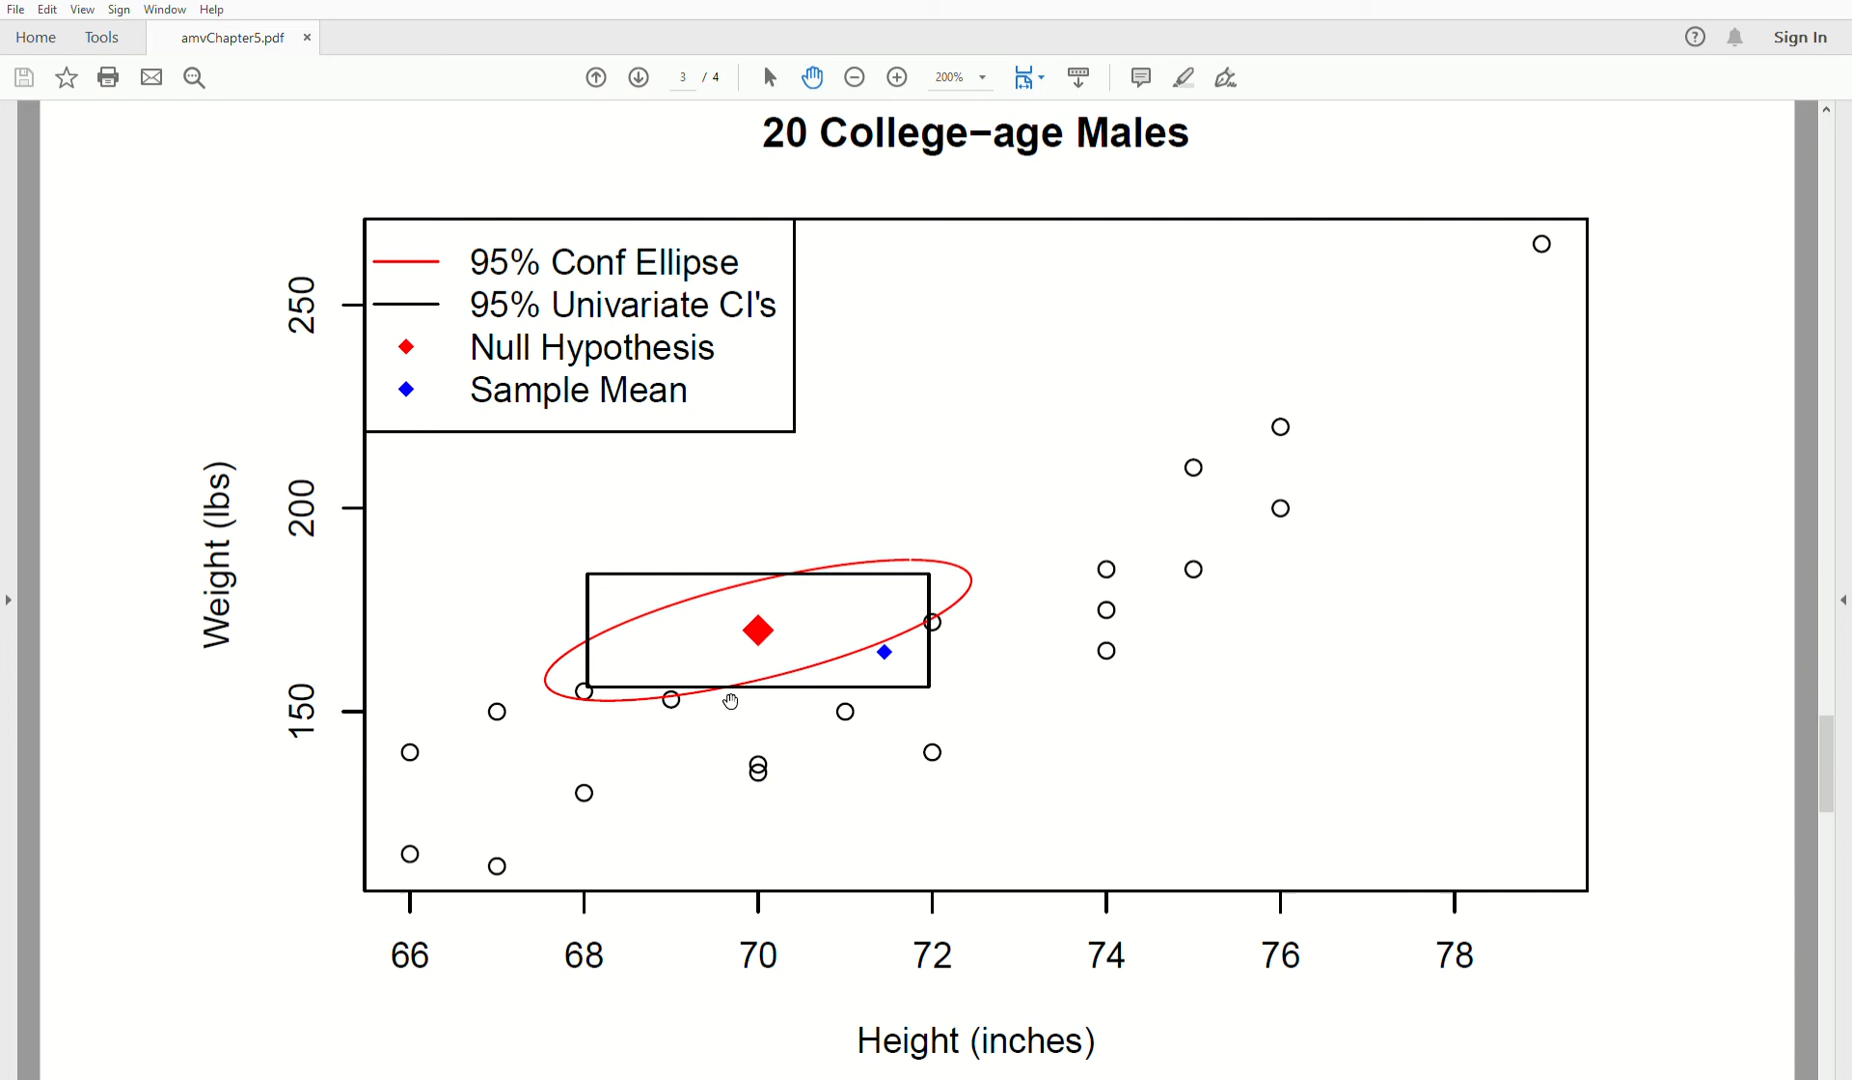 File Edit View Sign Window Help
Home Tools amvChapter5.pdf × Sign In
3 / 4 200%
20 College−age Males
95% Conf Ellipse
95% Univariate CI's
Null Hypothesis
Sample Mean
Weight (lbs)
250
200
150
66 68 70 72 74 76 78
Height (inches)